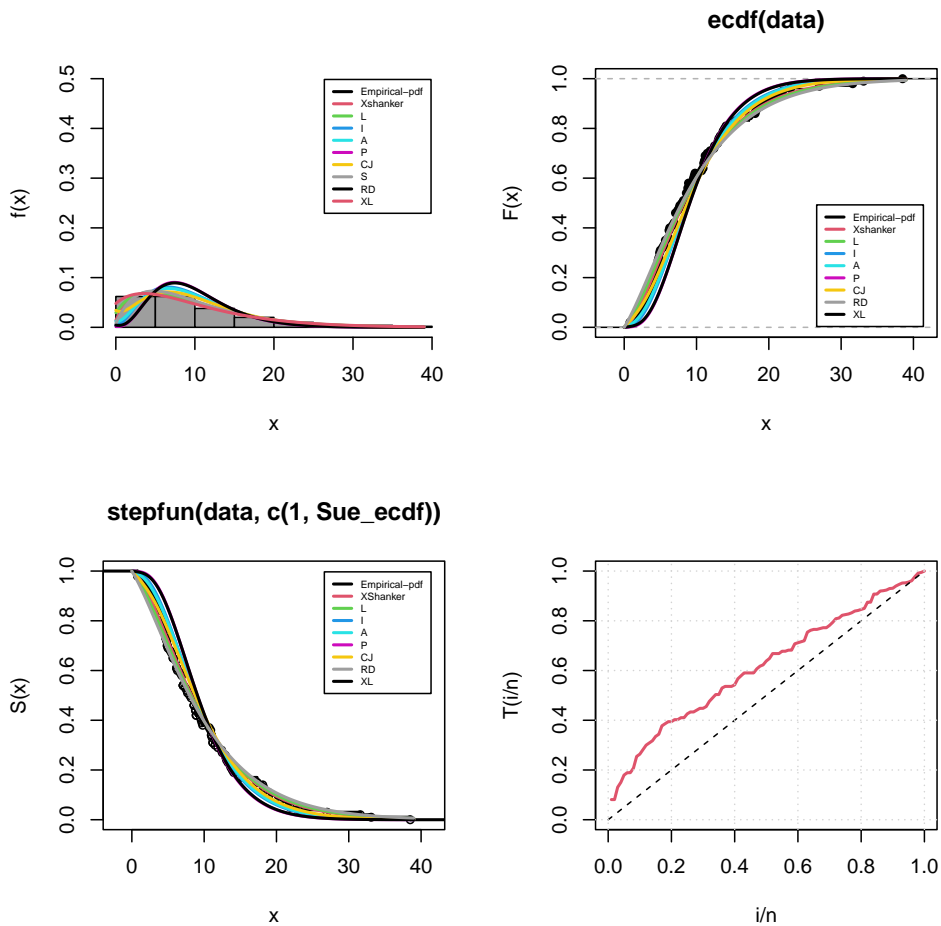 f(x)
0.0 0.1 0.2 0.3 0.4 0.5
Empirical−pdf
Xshanker
L
I
A
P
CJ
S
RD
XL
0 10 20 30 40
x
ecdf(data)
F(x)
0.0 0.2 0.4 0.6 0.8 1.0
Empirical−pdf
Xshanker
L
I
A
P
CJ
RD
XL
0 10 20 30 40
x
stepfun(data, c(1, Sue_ecdf))
S(x)
0.0 0.2 0.4 0.6 0.8 1.0
Empirical−pdf
XShanker
L
I
A
P
CJ
RD
XL
0 10 20 30 40
x
T(i/n)
0.0 0.2 0.4 0.6 0.8 1.0
0.0 0.2 0.4 0.6 0.8 1.0
i/n